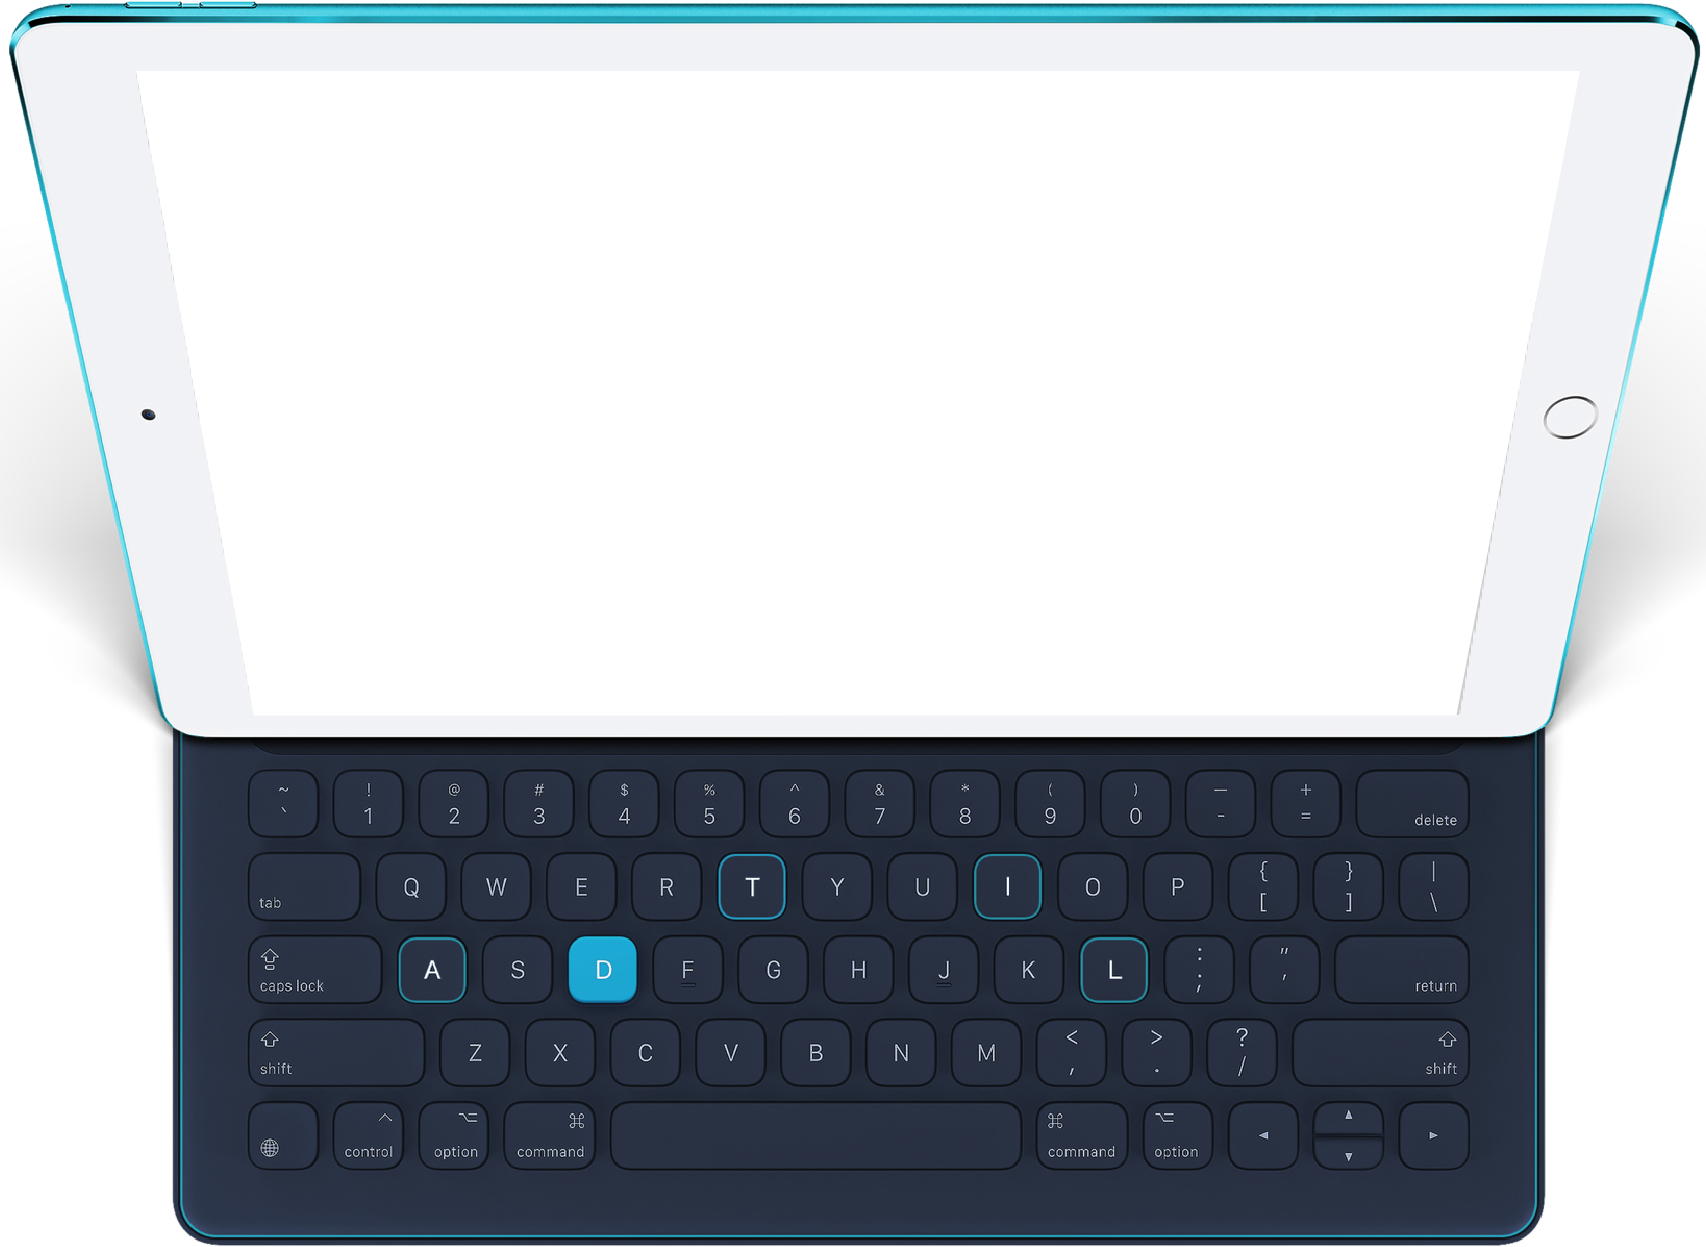 ~ ! @ # $ % ^ & * ( ) — +
` 1 2 3 4 5 6 7 8 9 0 - = delete
tab Q W E R T Y U I O P { [ } ] | \
caps lock A S D F G H J K L : ; " ' return
shift Z X C V B N M < , > . ? / shift
control option ⌘ command ⌘ command option ◄ ▲ ▼ ►